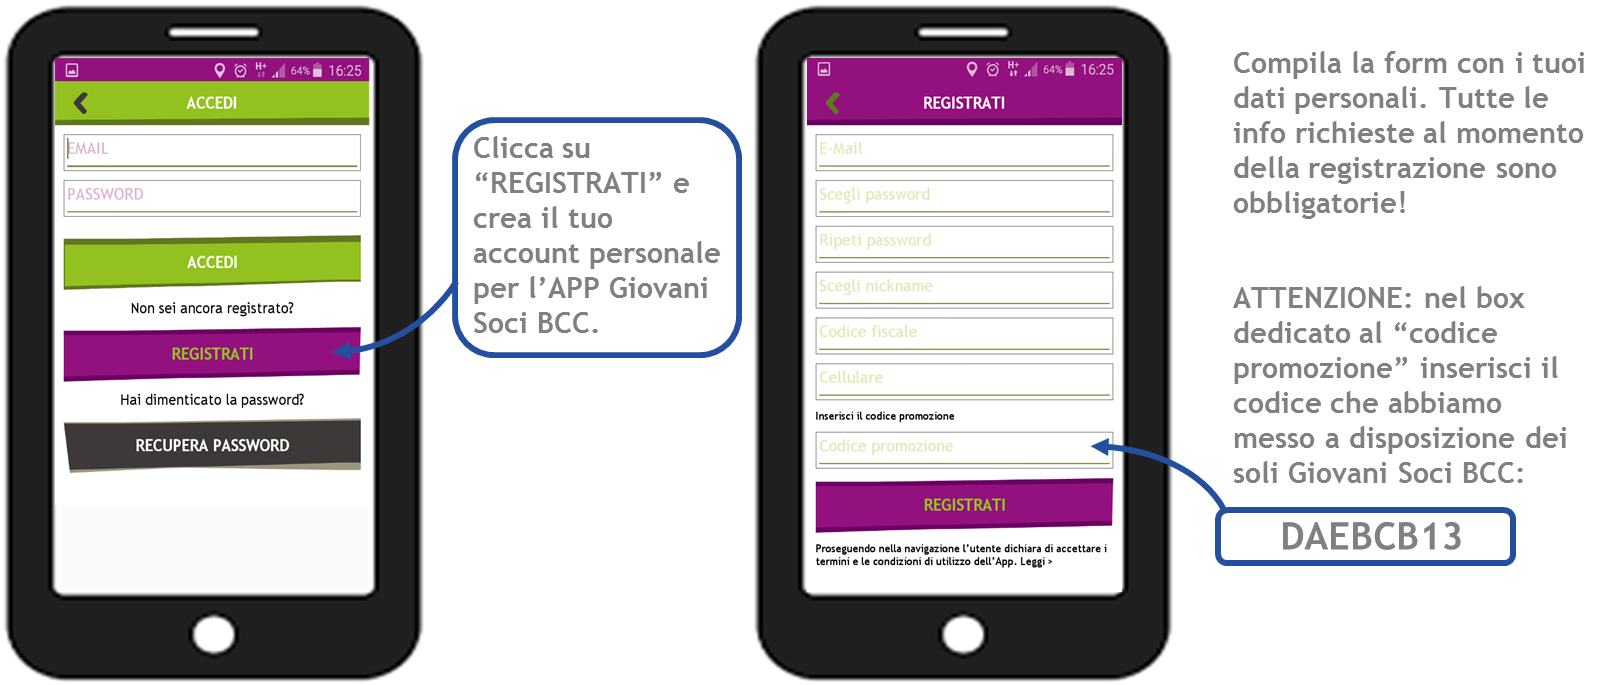 H+ 64% 16:25
ACCEDI
EMAIL
PASSWORD
ACCEDI
Non sei ancora registrato?
REGISTRATI
Hai dimenticato la password?
RECUPERA PASSWORD
Clicca su
“REGISTRATI” e
crea il tuo
account personale
per l’APP Giovani
Soci BCC.
H+ 64% 16:25
REGISTRATI
E-Mail
Scegli password
Ripeti password
Scegli nickname
Codice fiscale
Cellulare
Inserisci il codice promozione
Codice promozione
REGISTRATI
Proseguendo nella navigazione l’utente dichiara di accettare i
termini e le condizioni di utilizzo dell’App. Leggi >
Compila la form con i tuoi
dati personali. Tutte le
info richieste al momento
della registrazione sono
obbligatorie!
ATTENZIONE: nel box
dedicato al “codice
promozione” inserisci il
codice che abbiamo
messo a disposizione dei
soli Giovani Soci BCC:
DAEBCB13